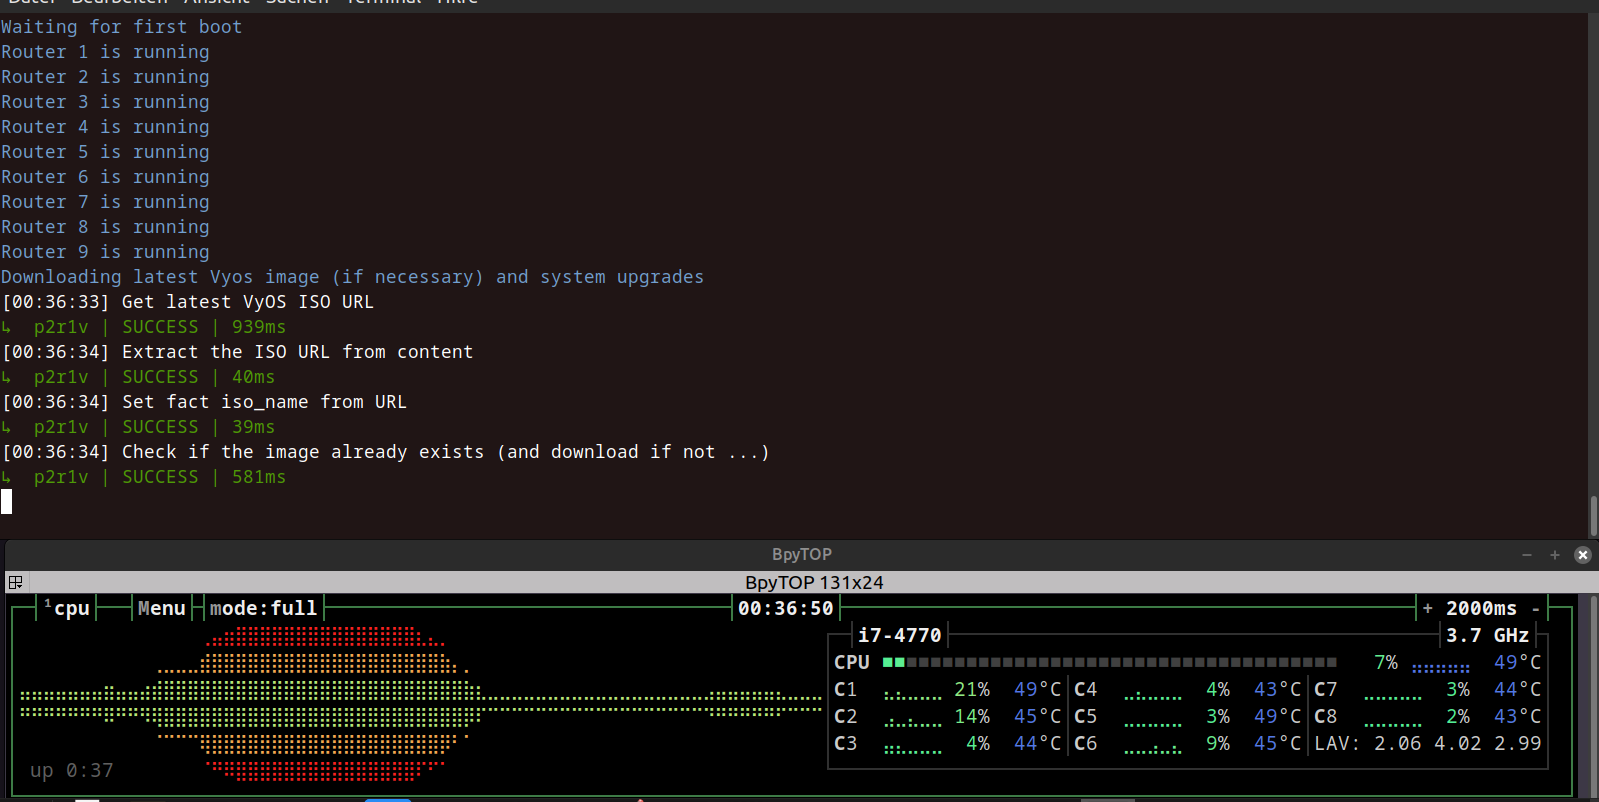 Datei Bearbeiten Ansicht Suchen Terminal Hilfe
Waiting for first boot
Router 1 is running
Router 2 is running
Router 3 is running
Router 4 is running
Router 5 is running
Router 6 is running
Router 7 is running
Router 8 is running
Router 9 is running
Downloading latest Vyos image (if necessary) and system upgrades
[00:36:33] Get latest VyOS ISO URL
↳  p2r1v | SUCCESS | 939ms
[00:36:34] Extract the ISO URL from content
↳  p2r1v | SUCCESS | 40ms
[00:36:34] Set fact iso_name from URL
↳  p2r1v | SUCCESS | 39ms
[00:36:34] Check if the image already exists (and download if not ...)
↳  p2r1v | SUCCESS | 581ms
BpyTOP
BpyTOP 131x24
¹cpu Menu mode:full 00:36:50 + 2000ms -
i7-4770 3.7 GHz
CPU 7% 49°C
C1 21% 49°C C4 4% 43°C C7 3% 44°C
C2 14% 45°C C5 3% 49°C C8 2% 43°C
C3 4% 44°C C6 9% 45°C LAV: 2.06 4.02 2.99
up 0:37